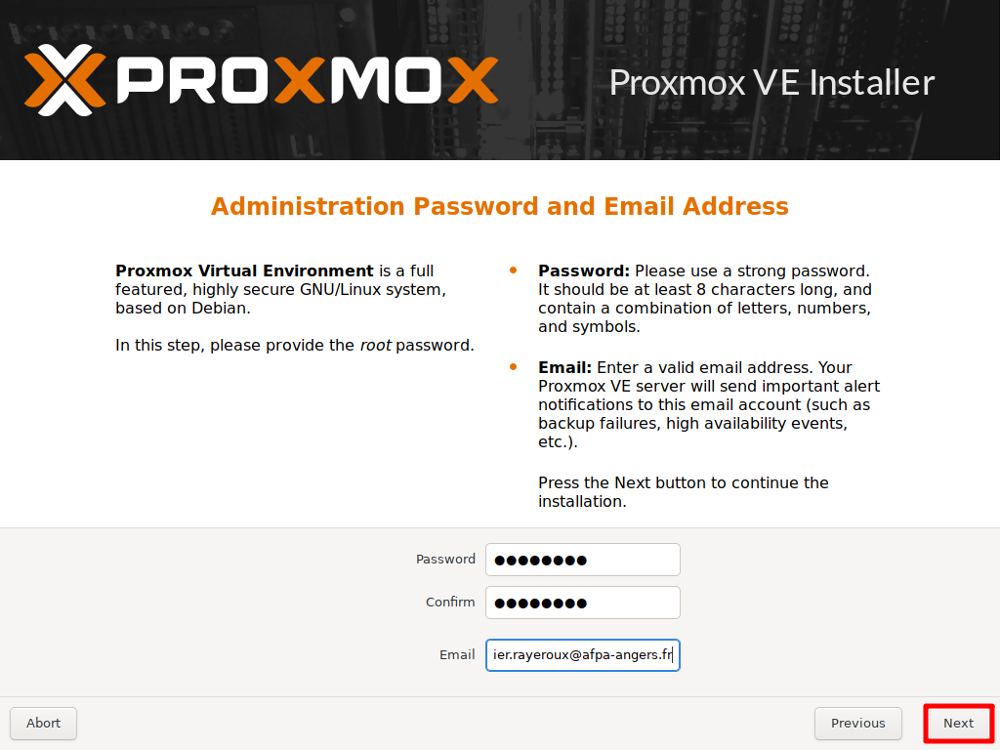 PROXMOX
Proxmox VE Installer
Administration Password and Email Address
Proxmox Virtual Environment is a full
featured, highly secure GNU/Linux system,
based on Debian.
In this step, please provide the root password.
• Password: Please use a strong password.
It should be at least 8 characters long, and
contain a combination of letters, numbers,
and symbols.
• Email: Enter a valid email address. Your
Proxmox VE server will send important alert
notifications to this email account (such as
backup failures, high availability events,
etc.).
Press the Next button to continue the
installation.
Password ●●●●●●●●
Confirm ●●●●●●●●
Email ier.rayeroux@afpa-angers.fr
Abort Previous Next